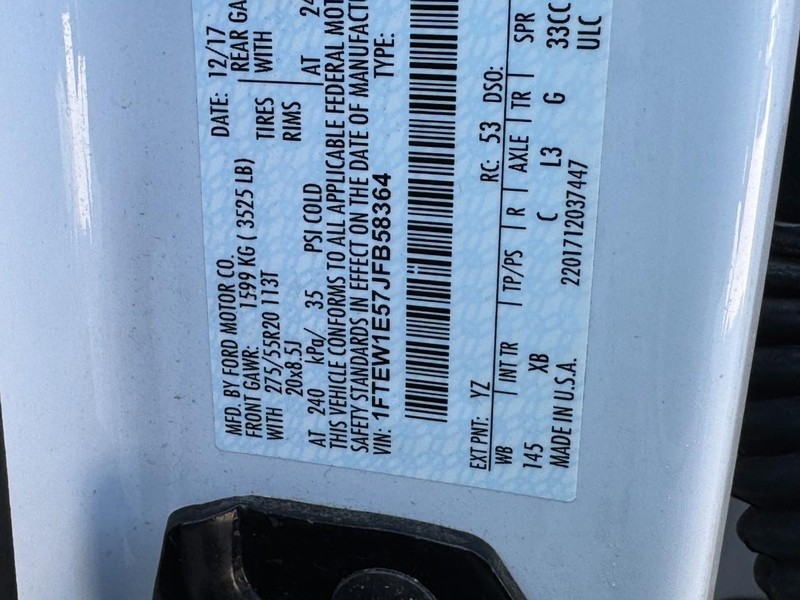 MFD. BY FORD MOTOR CO. DATE: 12/17
FRONT GAWR: 1599 KG ( 3525 LB) REAR GA
WITH 275/55R20 113T TIRES WITH
20x8.5J RIMS
AT 240 kPa/ 35 PSI COLD AT 24
THIS VEHICLE CONFORMS TO ALL APPLICABLE FEDERAL MOT
SAFETY STANDARDS IN EFFECT ON THE DATE OF MANUFACTU
VIN: 1FTEW1E57JFB58364 TYPE:
EXT PNT: YZ RC: 53 DSO:
WB | INT TR | TP/PS | R | AXLE | TR | SPR
145 XB C L3 G 33CC
MADE IN U.S.A. 2201712037447 ULC